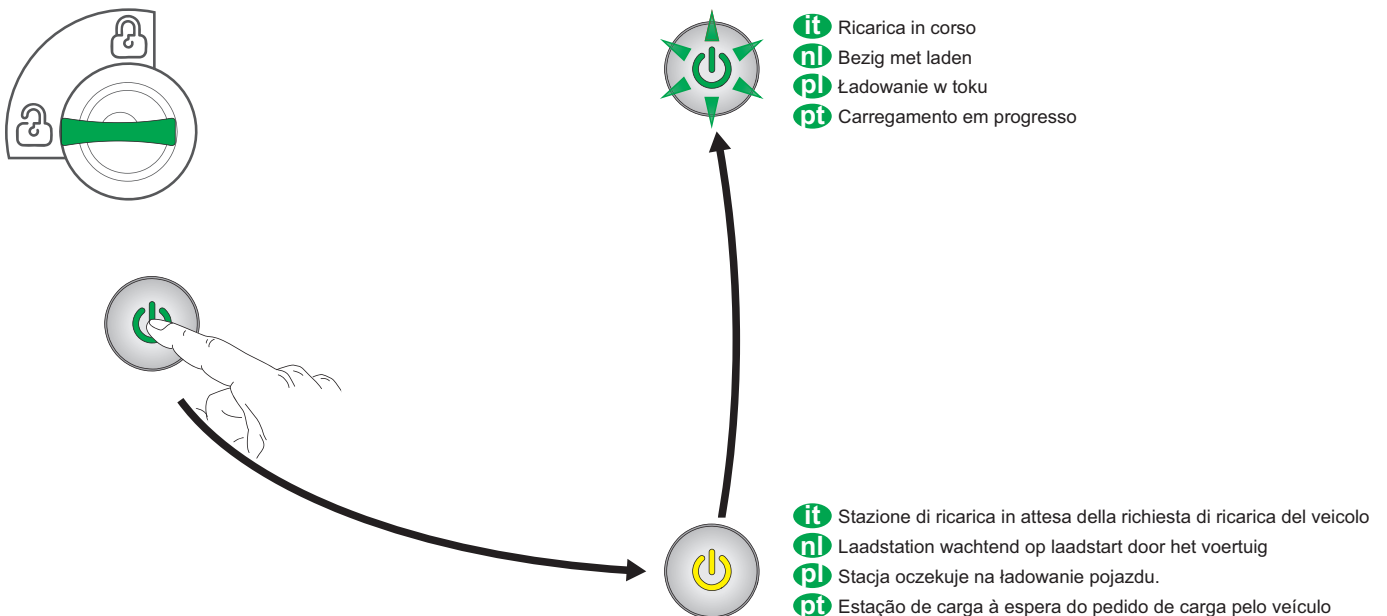 it Ricarica in corso
nl Bezig met laden
pl Ładowanie w toku
pt Carregamento em progresso
it Stazione di ricarica in attesa della richiesta di ricarica del veicolo
nl Laadstation wachtend op laadstart door het voertuig
pl Stacja oczekuje na ładowanie pojazdu.
pt Estação de carga à espera do pedido de carga pelo veículo